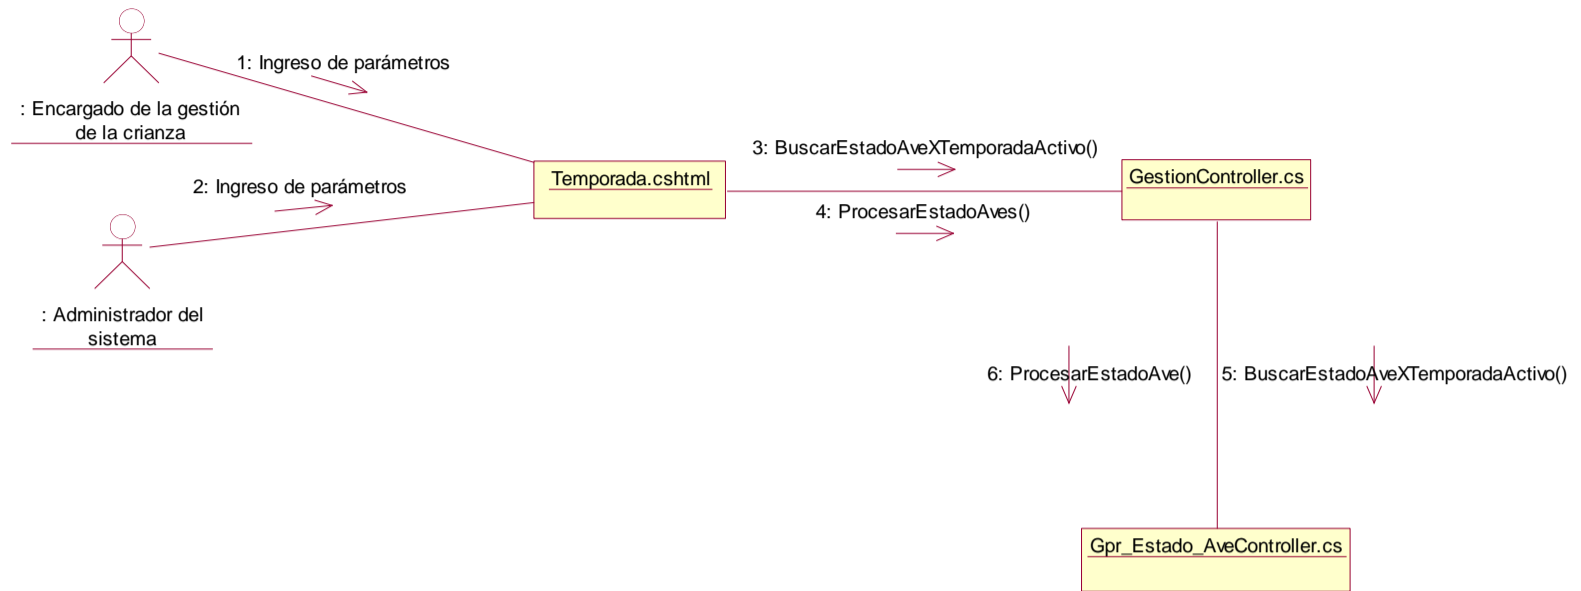 1: Ingreso de parámetros
: Encargado de la gestión
de la crianza
3: BuscarEstadoAveXTemporadaActivo()
Temporada.cshtml
GestionController.cs
2: Ingreso de parámetros
4: ProcesarEstadoAves()
: Administrador del
sistema
6: ProcesarEstadoAve()
5: BuscarEstadoAveXTemporadaActivo()
Gpr_Estado_AveController.cs